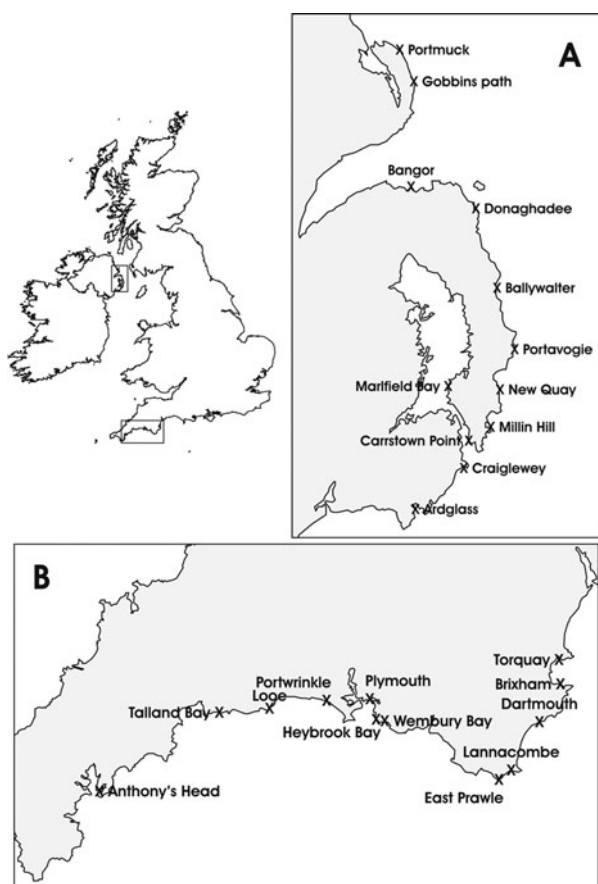 A
Portmuck
Gobbins path
Bangor
Donaghadee
Ballywalter
Portavogie
Marlfield Bay
New Quay
Millin Hill
Carrstown Point
Craiglewey
Ardglass
B
Torquay
Portwrinkle
Plymouth
Brixham
Looe
Talland Bay
Dartmouth
Heybrook Bay
Wembury Bay
Lannacombe
Anthony's Head
East Prawle